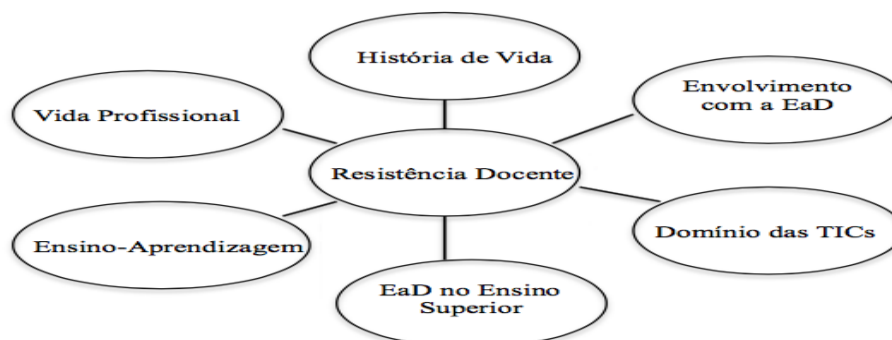 História de Vida
Envolvimento
com a EaD
Vida Profissional
Resistência Docente
Domínio das TICs
Ensino-Aprendizagem
EaD no Ensino
Superior